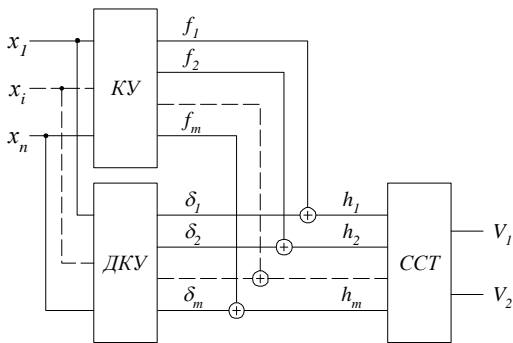 x1 f1
f2
xi КУ
xn fm
δ1 h1
δ2 h2 V1
ДКУ ССТ
δm hm V2